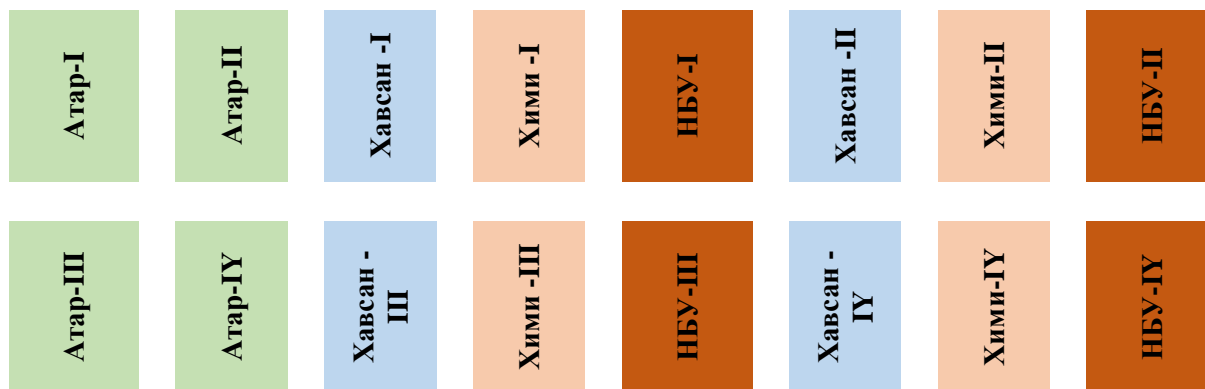 Атар-I
Атар-II
Хавсан -I
Хими -I
НБУ-I
Хавсан -II
Хими-II
НБУ-II
Атар-III
Атар-IY
Хавсан -
III
Хими -III
НБУ-III
Хавсан -
IY
Хими-IY
НБУ-IY